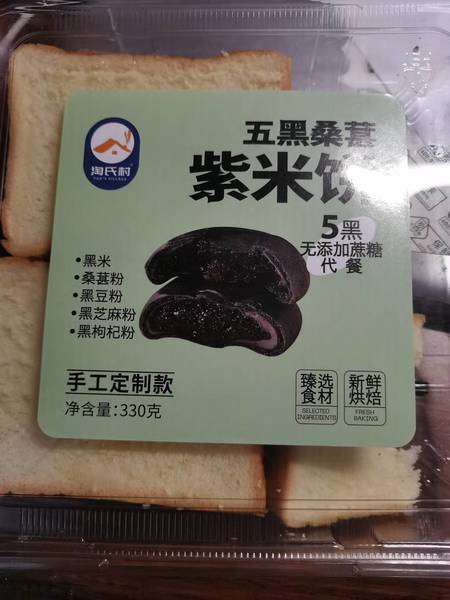 淘氏村
五黑桑葚
紫米饼
5黑
无添加蔗糖
代餐
•黑米
•桑葚粉
•黑豆粉
•黑芝麻粉
•黑枸杞粉
手工定制款
净含量:330克
臻选
食材
SELECTED
INGREDIENTS
新鲜
烘焙
FRESH
BAKING